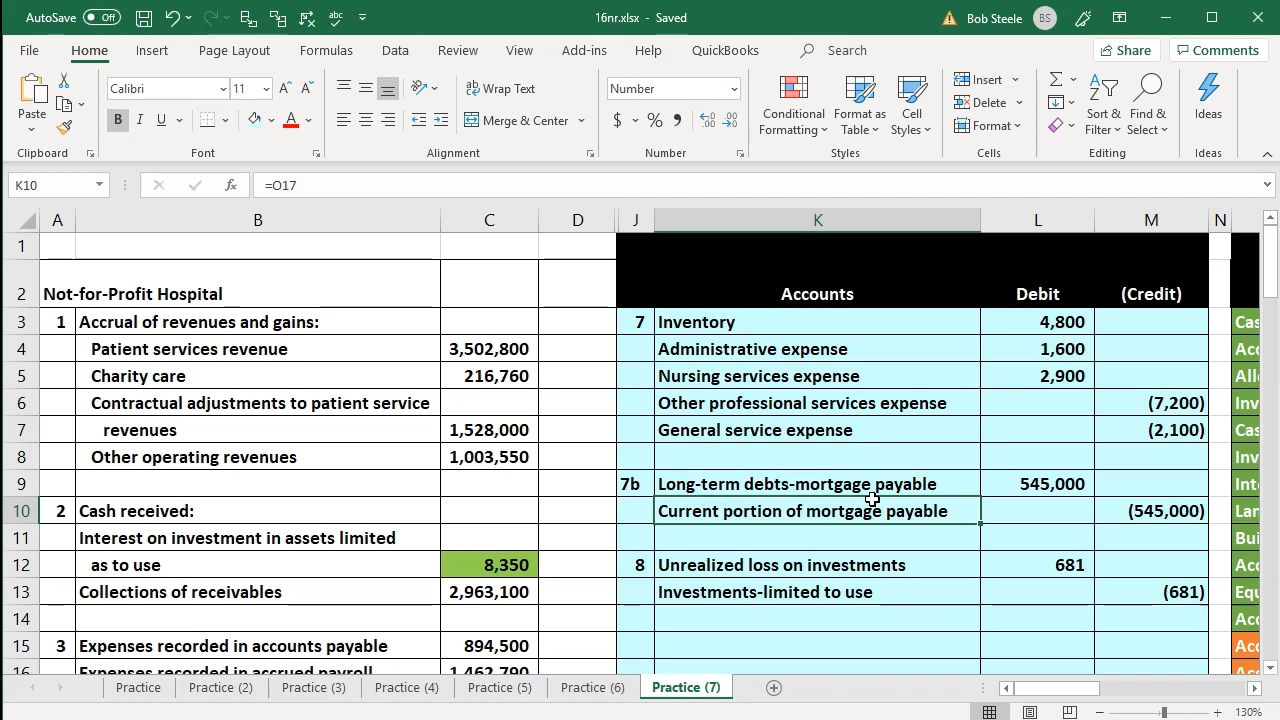 AutoSave Off 16nr.xlsx - Saved Bob Steele BS
File Home Insert Page Layout Formulas Data Review View Add-ins Help QuickBooks Search Share Comments
Paste Calibri 11 Wrap Text Number Conditional Format as Cell Insert Sort & Find & Ideas
B I U Merge & Center $ % Formatting Table Styles Delete Filter Select
Format
Clipboard Font Alignment Number Styles Cells Editing Ideas
K10 fx =O17
A B C D J K L M N
1
2 Not-for-Profit Hospital Accounts Debit (Credit)
3 1 Accrual of revenues and gains: 7 Inventory 4,800 Cas
4 Patient services revenue 3,502,800 Administrative expense 1,600 Acc
5 Charity care 216,760 Nursing services expense 2,900 All
6 Contractual adjustments to patient service Other professional services expense (7,200) Inv
7 revenues 1,528,000 General service expense (2,100) Cas
8 Other operating revenues 1,003,550 Inv
9 7b Long-term debts-mortgage payable 545,000 Int
10 2 Cash received: Current portion of mortgage payable (545,000) Lan
11 Interest on investment in assets limited Bui
12 as to use 8,350 8 Unrealized loss on investments 681 Acc
13 Collections of receivables 2,963,100 Investments-limited to use (681) Equ
14 Acc
15 3 Expenses recorded in accounts payable 894,500 Acc
16 Expenses recorded in accrued payroll 1,462,790
Practice Practice (2) Practice (3) Practice (4) Practice (5) Practice (6) Practice (7)
130%